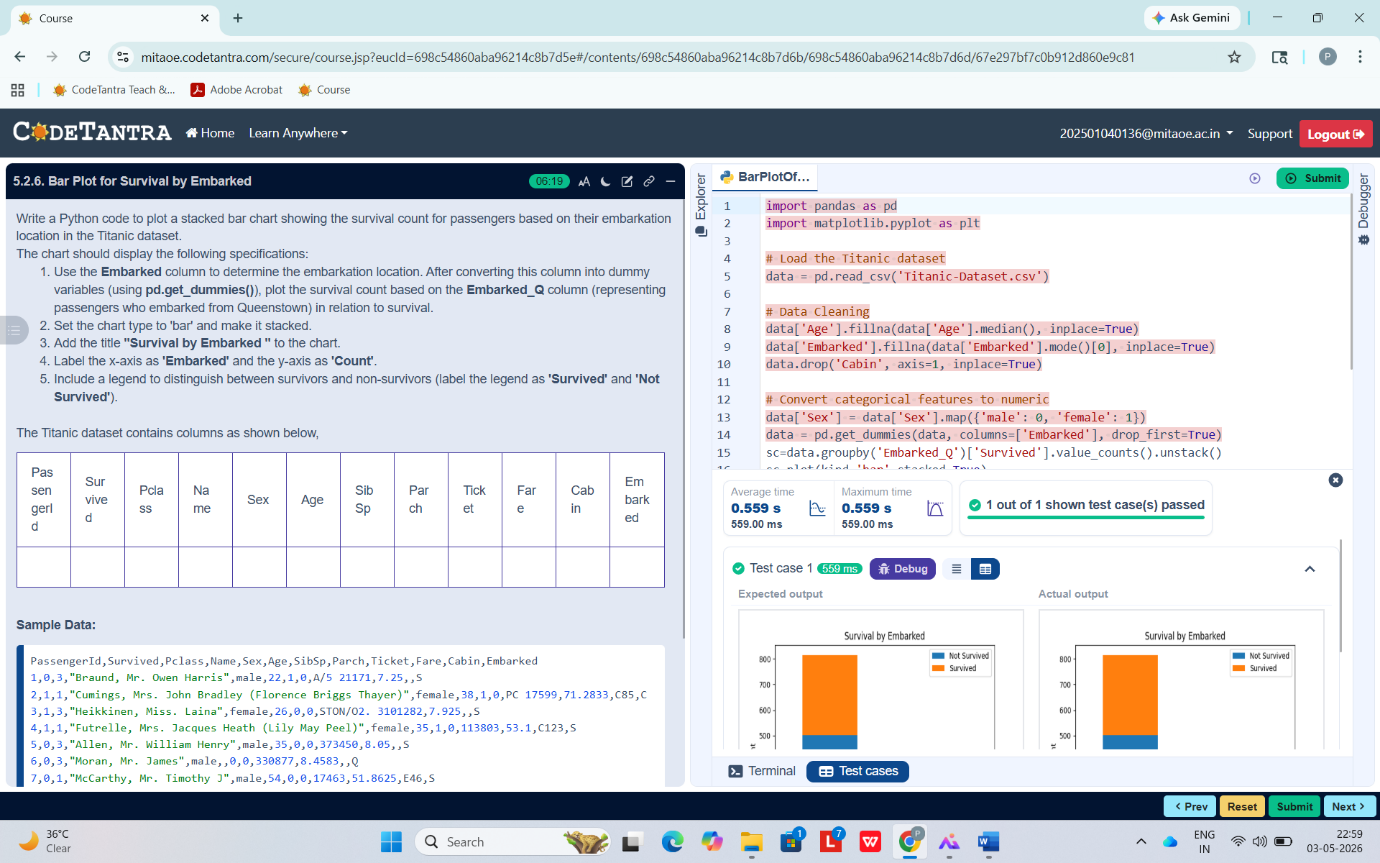 Course
Ask Gemini
mitaoe.codetantra.com/secure/course.jsp?eucId=698c54860aba96214c8b7d5e#/contents/698c54860aba96214c8b7d6b/698c54860aba96214c8b7d6d/67e297bf7c0b912d860e9c81
P
CodeTantra Teach &...
Adobe Acrobat
Course
CODETANTRA
Home
Learn Anywhere
202501040136@mitaoe.ac.in
Support
Logout
5.2.6. Bar Plot for Survival by Embarked
06:19
AA
Write a Python code to plot a stacked bar chart showing the survival count for passengers based on their embarkation
location in the Titanic dataset.
The chart should display the following specifications:
1. Use the Embarked column to determine the embarkation location. After converting this column into dummy
variables (using pd.get_dummies()), plot the survival count based on the Embarked_Q column (representing
passengers who embarked from Queenstown) in relation to survival.
2. Set the chart type to 'bar' and make it stacked.
3. Add the title "Survival by Embarked " to the chart.
4. Label the x-axis as 'Embarked' and the y-axis as 'Count'.
5. Include a legend to distinguish between survivors and non-survivors (label the legend as 'Survived' and 'Not
Survived').
The Titanic dataset contains columns as shown below,
Pas
sen
gerI
d
Sur
vive
d
Pcla
ss
Na
me
Sex
Age
Sib
Sp
Par
ch
Tick
et
Far
e
Cab
in
Em
bark
ed
Sample Data:
PassengerId,Survived,Pclass,Name,Sex,Age,SibSp,Parch,Ticket,Fare,Cabin,Embarked
1,0,3,"Braund, Mr. Owen Harris",male,22,1,0,A/5 21171,7.25,,S
2,1,1,"Cumings, Mrs. John Bradley (Florence Briggs Thayer)",female,38,1,0,PC 17599,71.2833,C85,C
3,1,3,"Heikkinen, Miss. Laina",female,26,0,0,STON/O2. 3101282,7.925,,S
4,1,1,"Futrelle, Mrs. Jacques Heath (Lily May Peel)",female,35,1,0,113803,53.1,C123,S
5,0,3,"Allen, Mr. William Henry",male,35,0,0,373450,8.05,,S
6,0,3,"Moran, Mr. James",male,,0,0,330877,8.4583,,Q
7,0,1,"McCarthy, Mr. Timothy J",male,54,0,0,17463,51.8625,E46,S
Explorer
BarPlotOf...
Submit
Debugger
1 import pandas as pd
2 import matplotlib.pyplot as plt
3
4 # Load the Titanic dataset
5 data = pd.read_csv('Titanic-Dataset.csv')
6
7 # Data Cleaning
8 data['Age'].fillna(data['Age'].median(), inplace=True)
9 data['Embarked'].fillna(data['Embarked'].mode()[0], inplace=True)
10 data.drop('Cabin', axis=1, inplace=True)
11
12 # Convert categorical features to numeric
13 data['Sex'] = data['Sex'].map({'male': 0, 'female': 1})
14 data = pd.get_dummies(data, columns=['Embarked'], drop_first=True)
15 sc=data.groupby('Embarked_Q')['Survived'].value_counts().unstack()
Average time
0.559 s
559.00 ms
Maximum time
0.559 s
559.00 ms
1 out of 1 shown test case(s) passed
Test case 1
559 ms
Debug
Expected output
Actual output
Survival by Embarked
Not Survived
Survived
800
700
600
500
Survival by Embarked
Not Survived
Survived
800
700
600
500
Terminal
Test cases
< Prev
Reset
Submit
Next >
36°C
Clear
Search
1
7
P
ENG
IN
22:59
03-05-2026